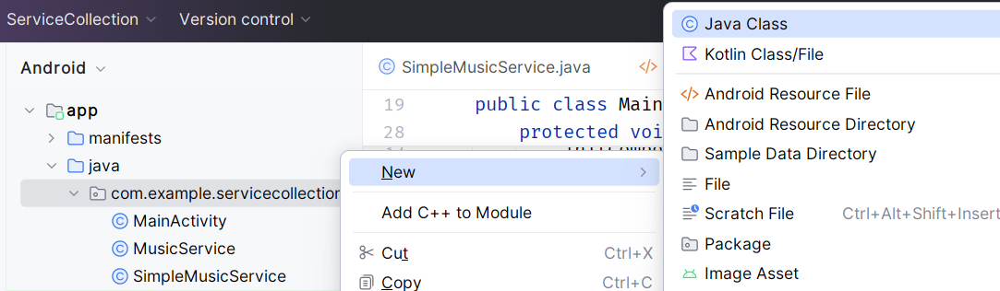 ServiceCollection
Version control
Android
app
manifests
java
com.example.servicecollection
MainActivity
MusicService
SimpleMusicService
SimpleMusicService.java
19 public class Main
28 protected voi
New
Add C++ to Module
Cut Ctrl+X
Copy Ctrl+C
Java Class
Kotlin Class/File
Android Resource File
Android Resource Directory
Sample Data Directory
File
Scratch File Ctrl+Alt+Shift+Insert
Package
Image Asset